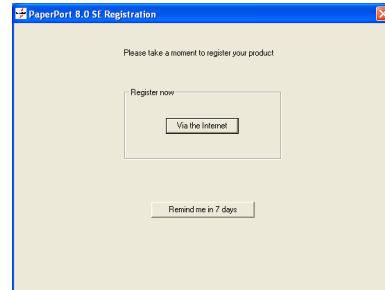 PaperPort 8.0 SE Registration
Please take a moment to register your product
Register now
Via the Internet
Remind me in 7 days